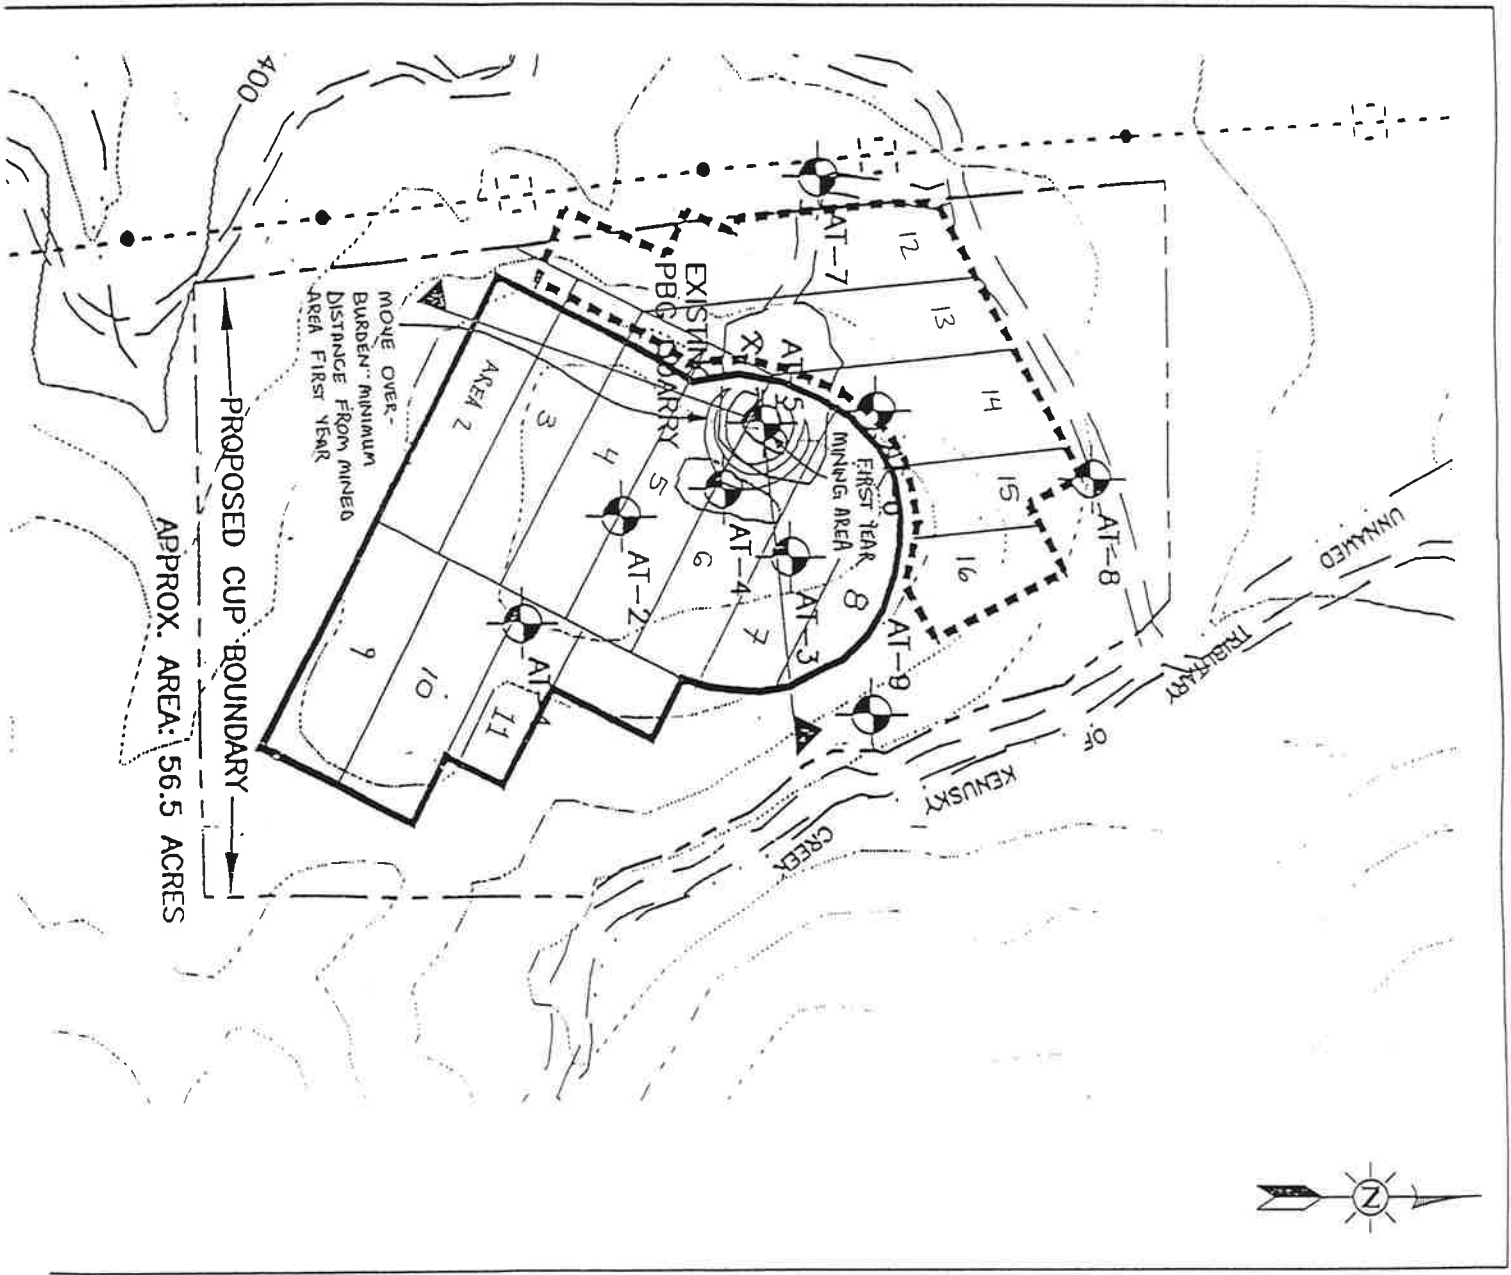 400
12
13
14
15
16
AT-7
AT-8
UNNAMED
TRIBUTARY
OF
KENUSKY
CREEK
EXISTING
PBG QUARRY
X
AT-5
FIRST YEAR
MINING AREA
MOVE OVER-
BURDEN MINIMUM
DISTANCE FROM MINED
AREA FIRST YEAR
AREA 2
3
4
5
6
7
8
9
10
11
AT-2
AT-4
AT-3
AT-9
AT-1
PROPOSED CUP BOUNDARY
APPROX. AREA: 56.5 ACRES
N